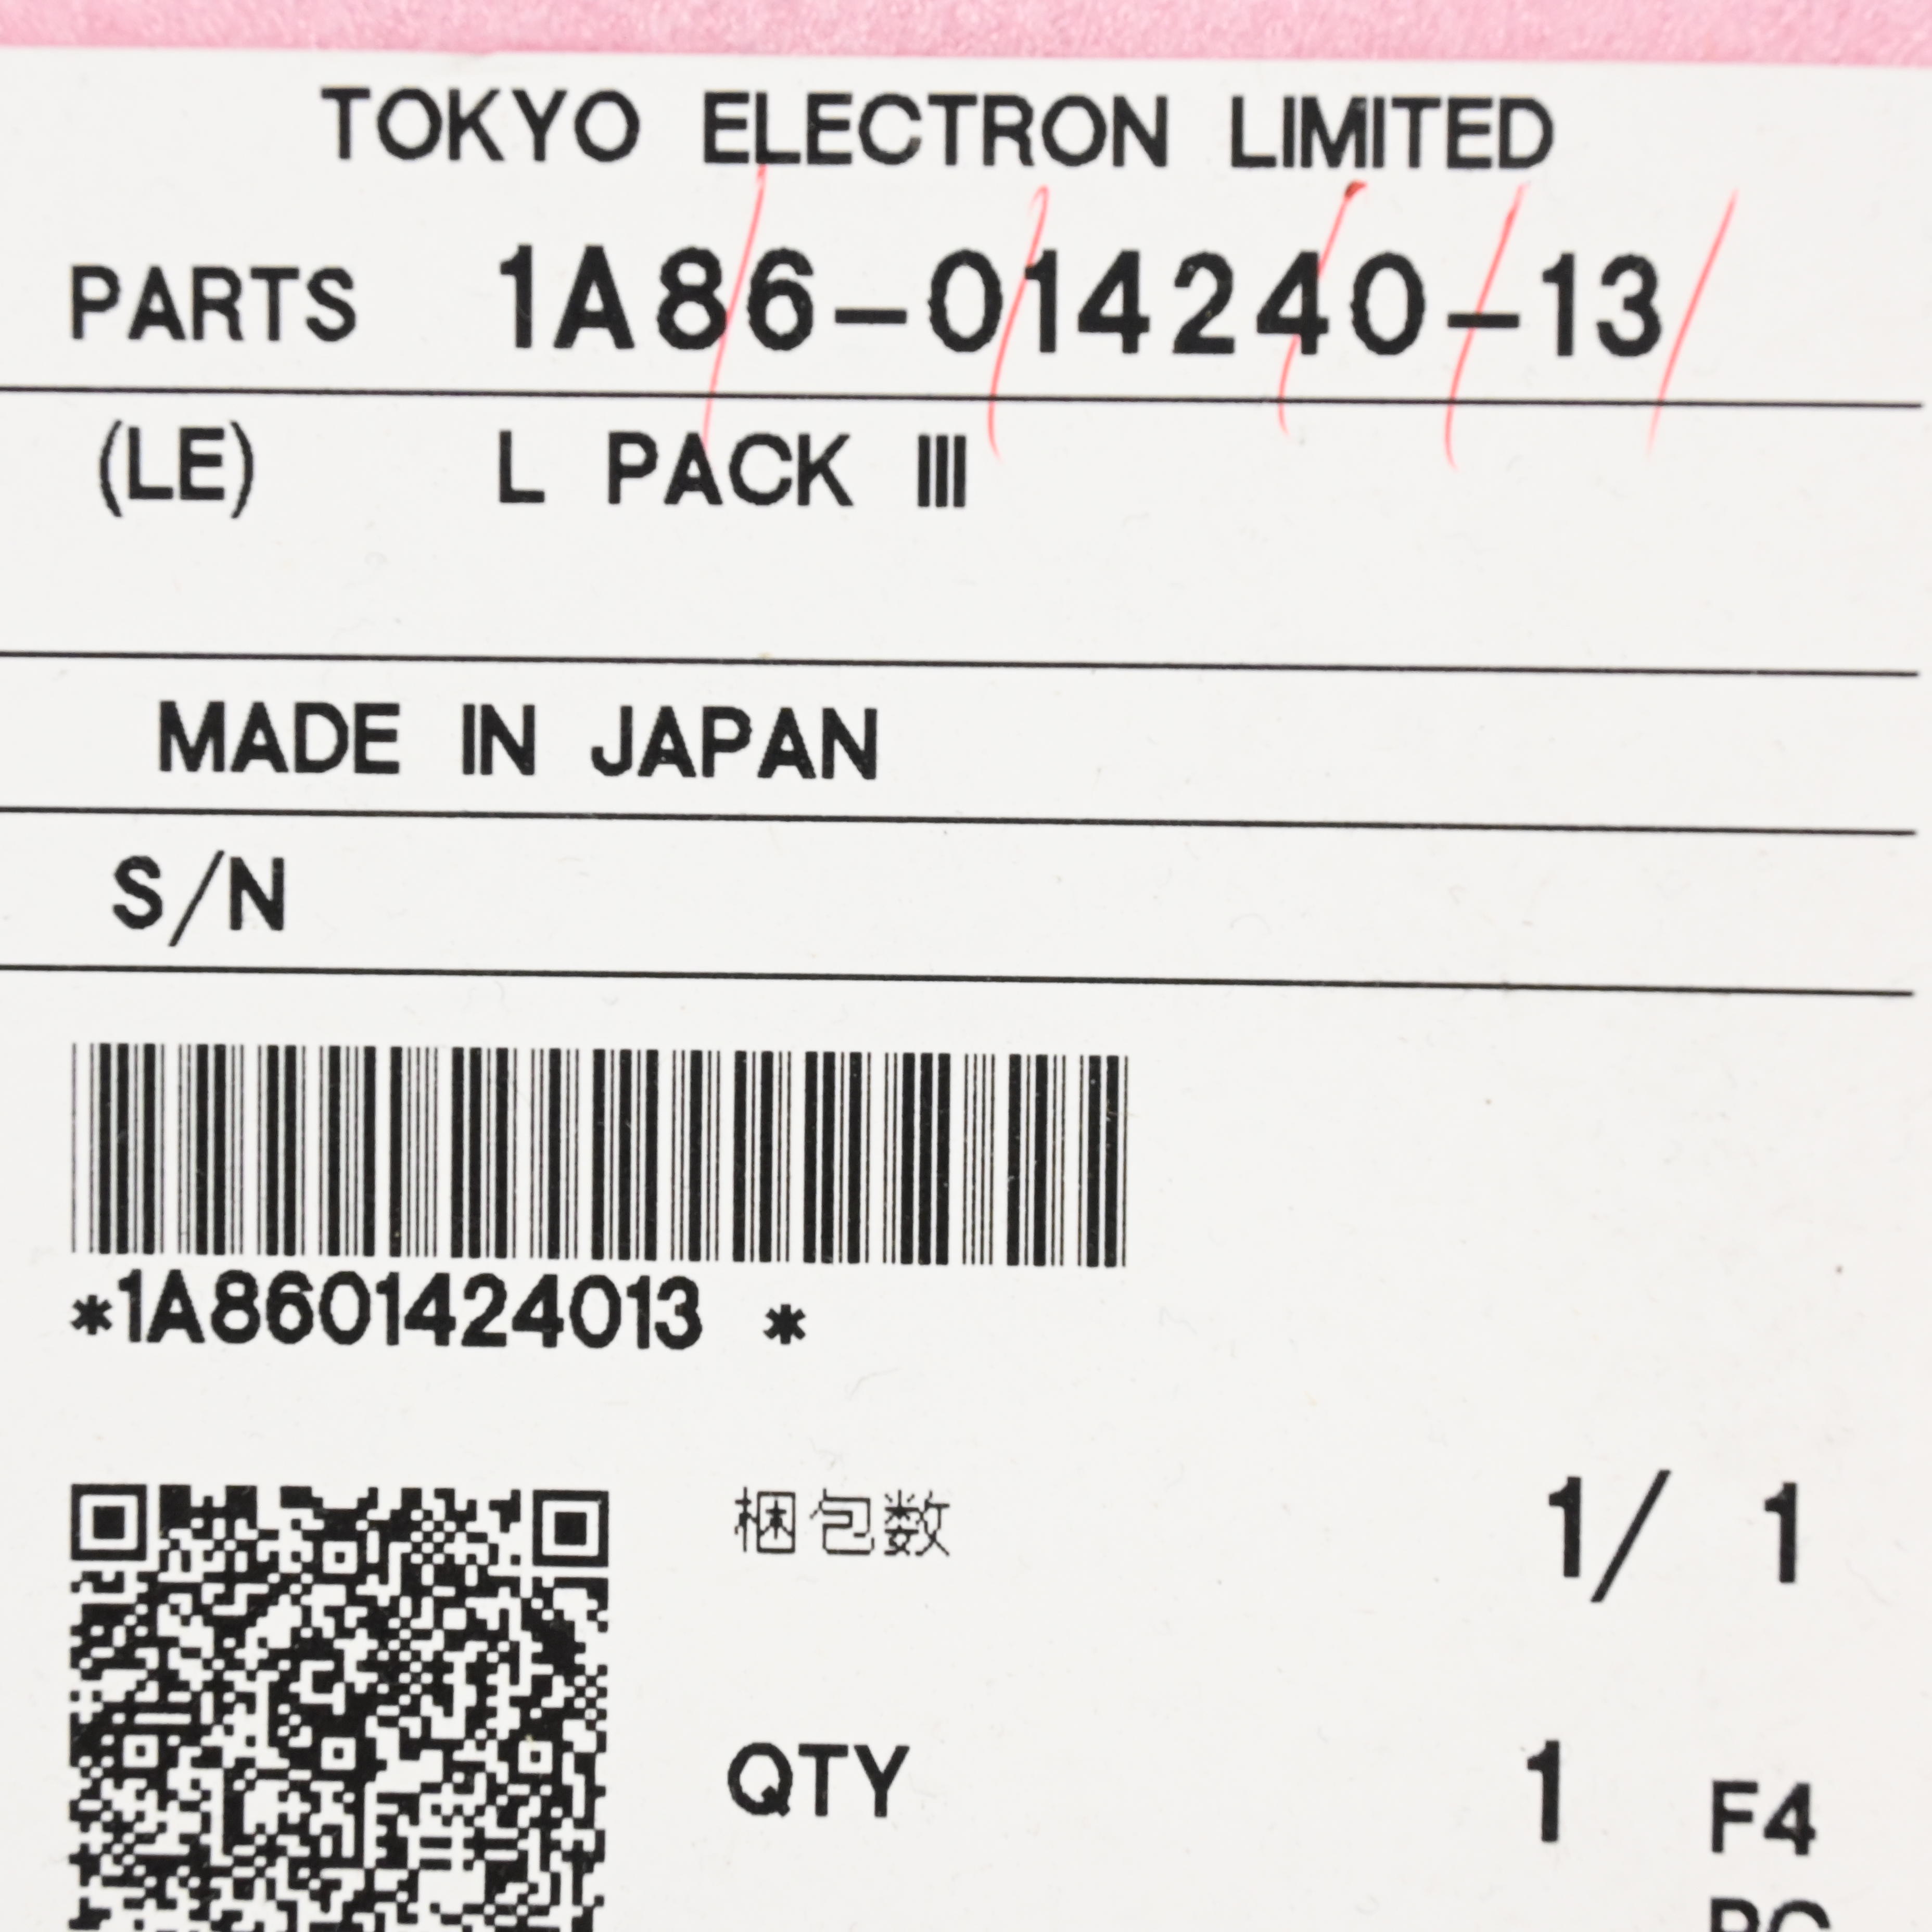 TOKYO ELECTRON LIMITED
PARTS 1A86-014240-13
(LE) L PACK III
MADE IN JAPAN
S/N
*1A8601424013 *
梱包数 1/ 1
QTY 1 F4